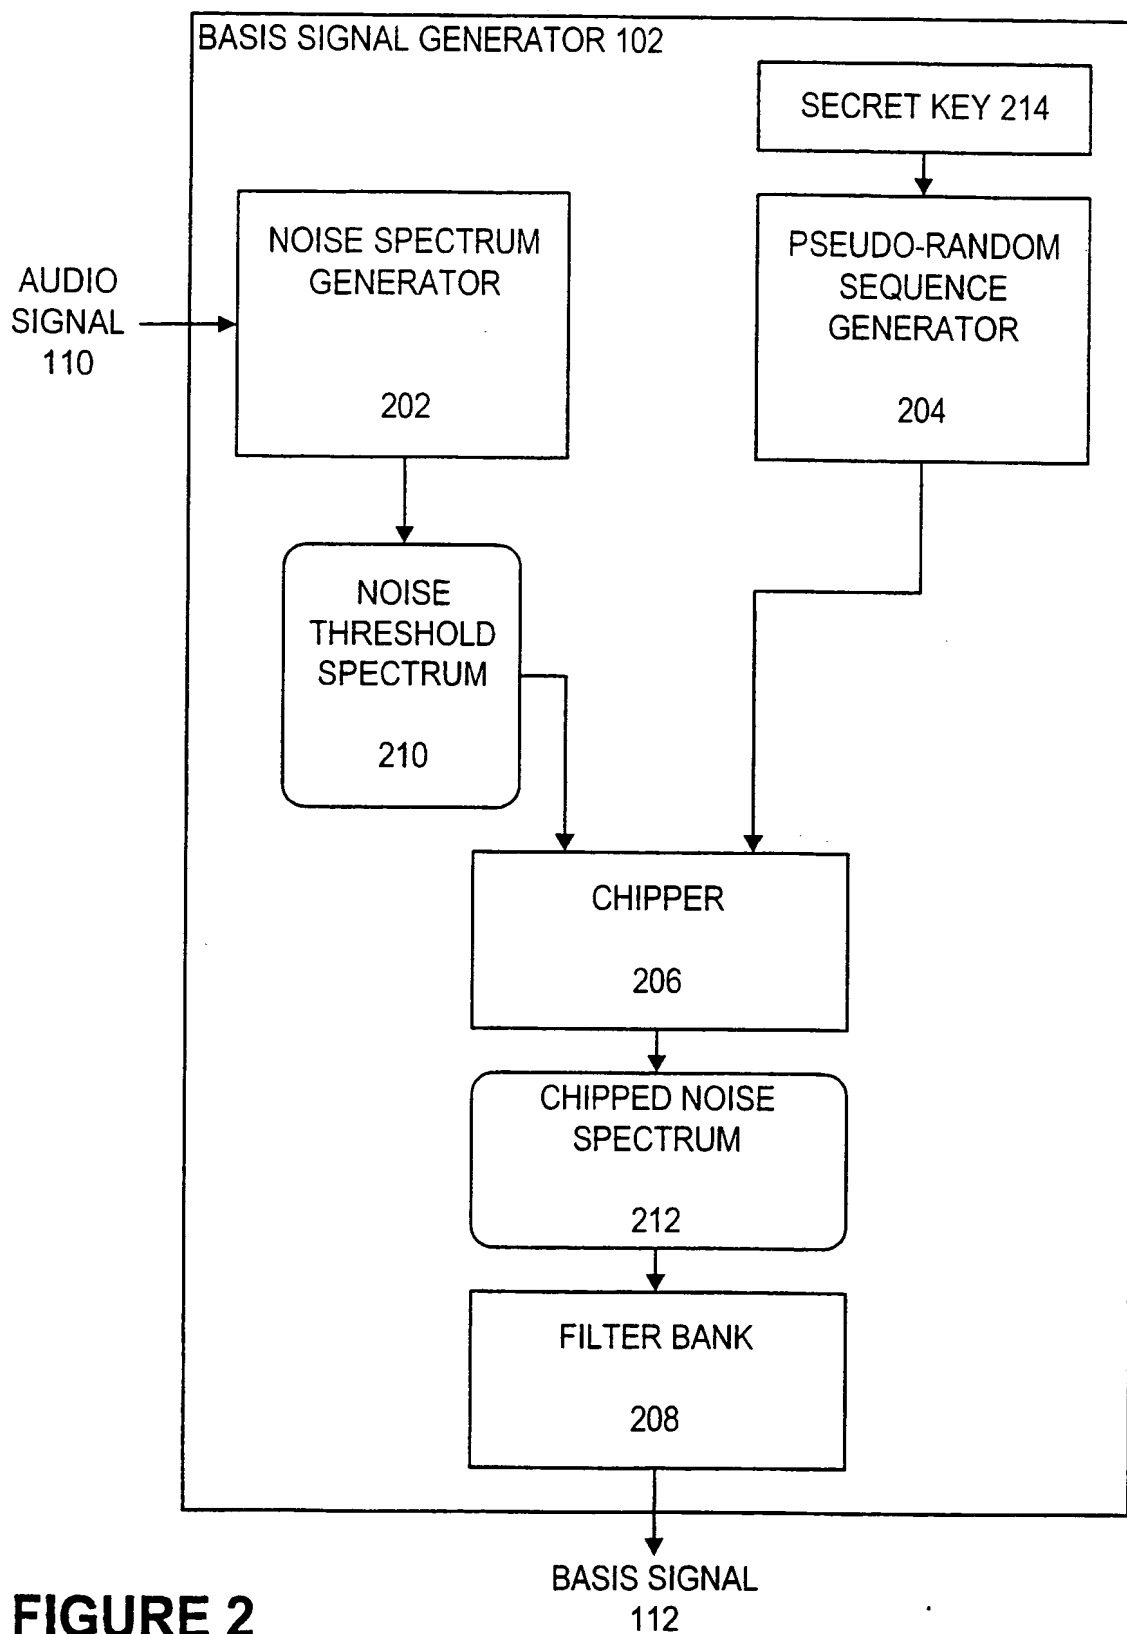 BASIS SIGNAL GENERATOR 102
SECRET KEY 214
NOISE SPECTRUM
GENERATOR
202
PSEUDO-RANDOM
SEQUENCE
GENERATOR
204
AUDIO
SIGNAL
110
NOISE
THRESHOLD
SPECTRUM
210
CHIPPER
206
CHIPPED NOISE
SPECTRUM
212
FILTER BANK
208
BASIS SIGNAL
112
FIGURE 2